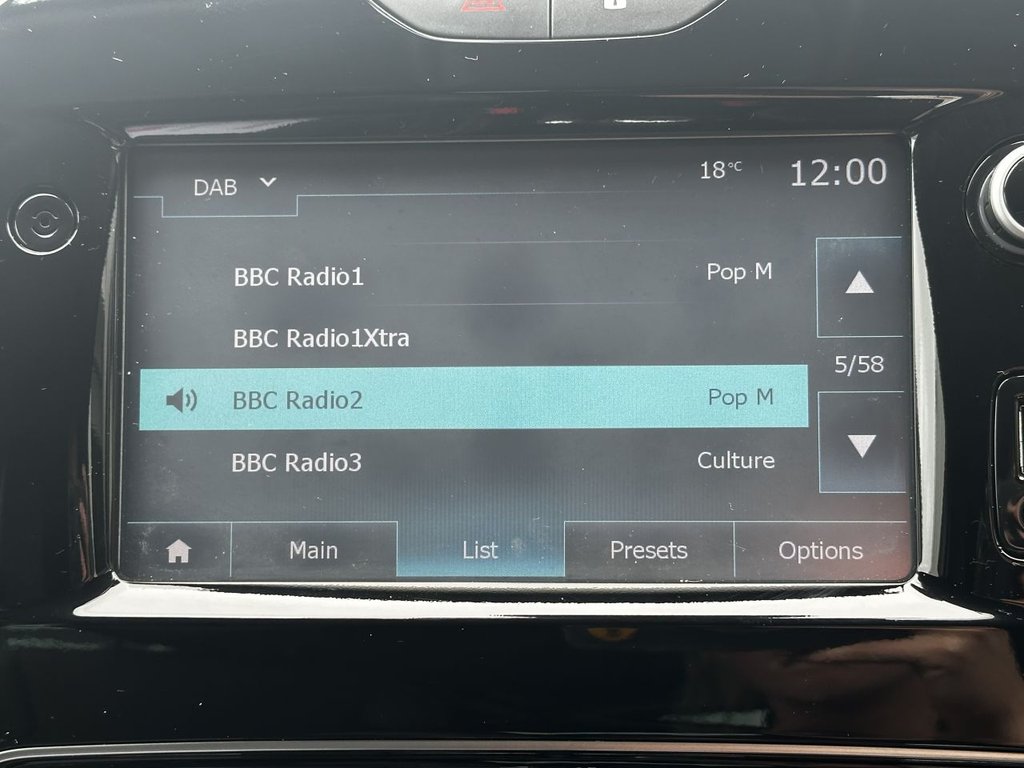 DAB 18°C 12:00
BBC Radio1 Pop M
BBC Radio1Xtra
5/58
BBC Radio2 Pop M
BBC Radio3 Culture
Main List Presets Options